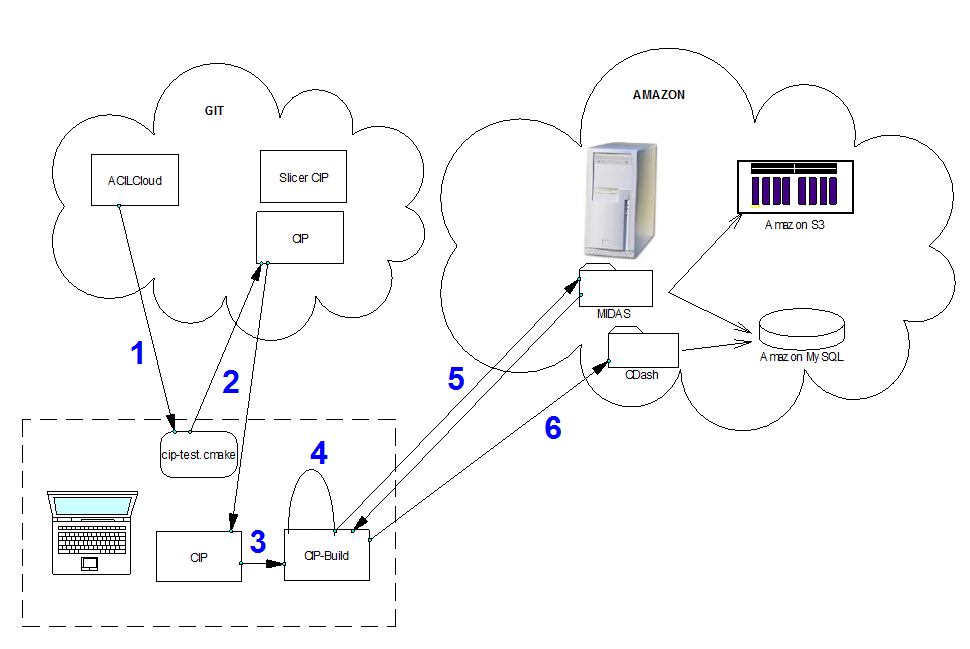 GIT
AMAZON
ACILCloud
Slicer CIP
CIP
Amazon S3
MIDAS
CDash
Amazon MySQL
1
2
5
6
cip-test.cmake
4
3
CIP
CIP-Build